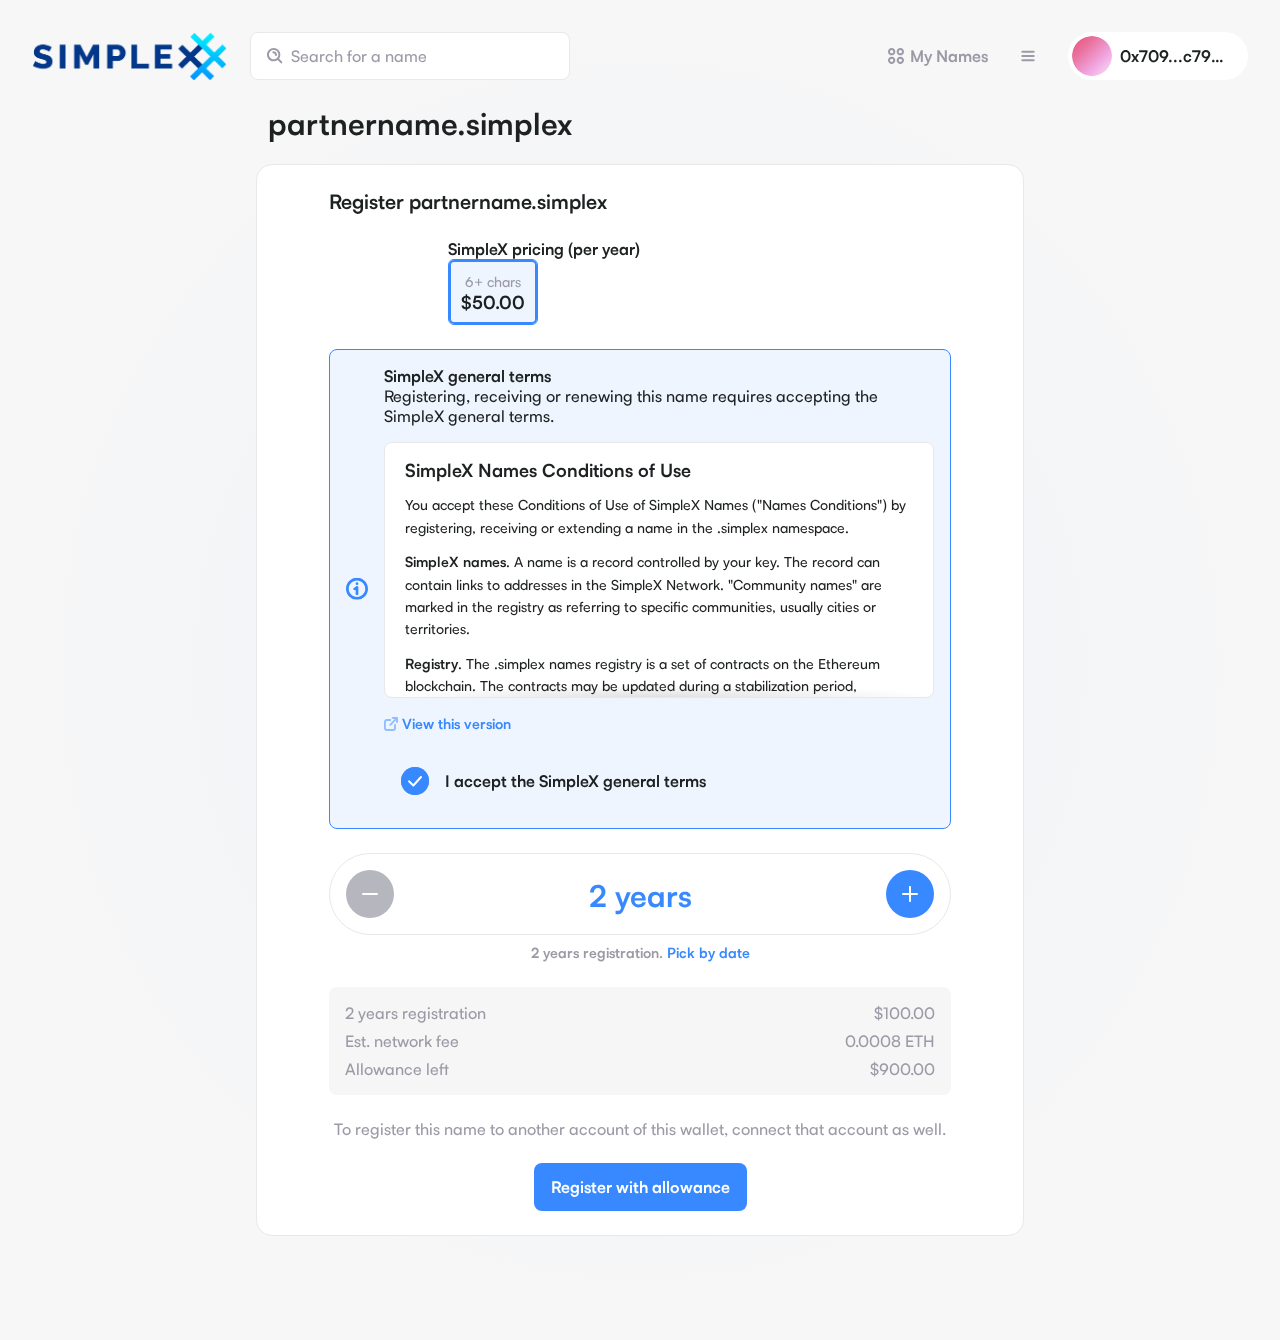 SIMPLEX
Search for a name
My Names
0x709...c79...
partnername.simplex
Register partnername.simplex
SimpleX pricing (per year)
6+ chars
$50.00
SimpleX general terms
Registering, receiving or renewing this name requires accepting the
SimpleX general terms.
SimpleX Names Conditions of Use
You accept these Conditions of Use of SimpleX Names ("Names Conditions") by
registering, receiving or extending a name in the .simplex namespace.
SimpleX names. A name is a record controlled by your key. The record can
contain links to addresses in the SimpleX Network. "Community names" are
marked in the registry as referring to specific communities, usually cities or
territories.
Registry. The .simplex names registry is a set of contracts on the Ethereum
blockchain. The contracts may be updated during a stabilization period,
View this version
I accept the SimpleX general terms
2 years
2 years registration. Pick by date
2 years registration $100.00
Est. network fee 0.0008 ETH
Allowance left $900.00
To register this name to another account of this wallet, connect that account as well.
Register with allowance